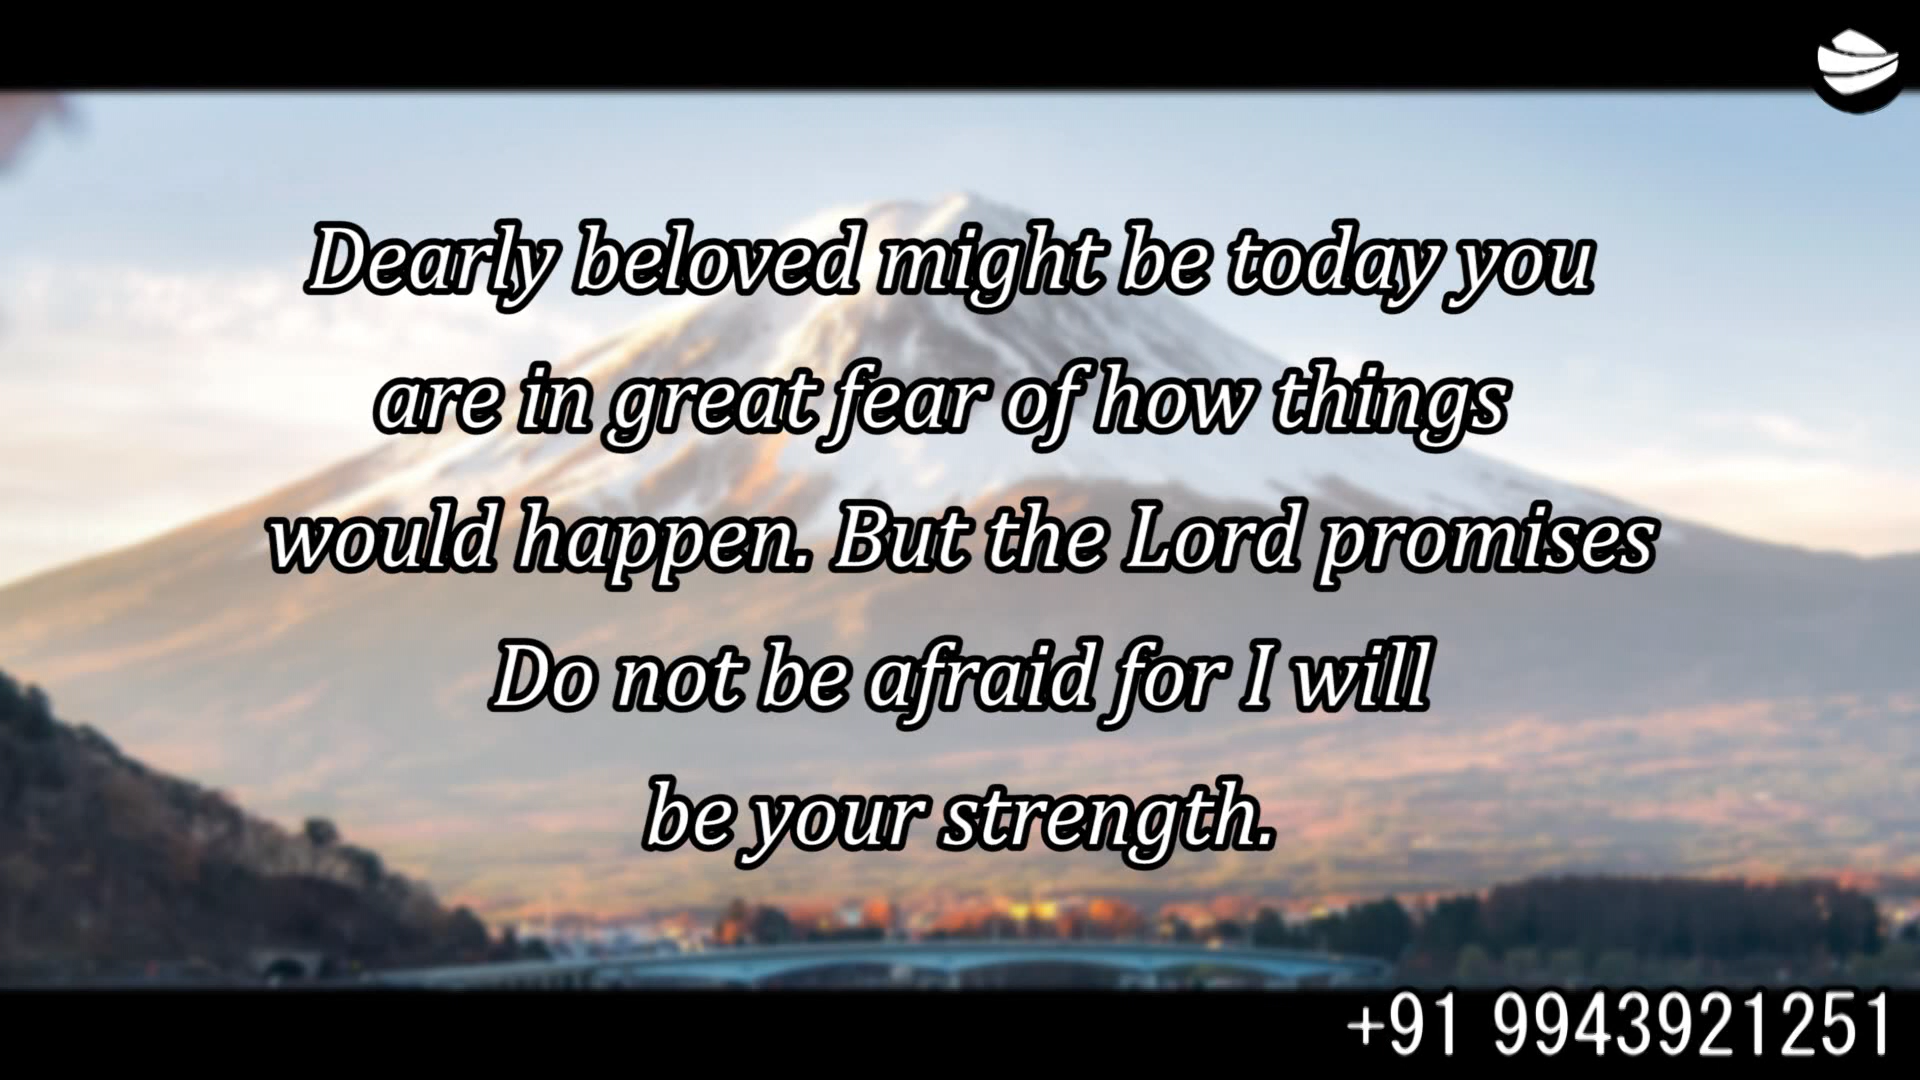 Dearly beloved might be today you
are in great fear of how things
would happen. But the Lord promises
Do not be afraid for I will
be your strength.
+91 9943921251